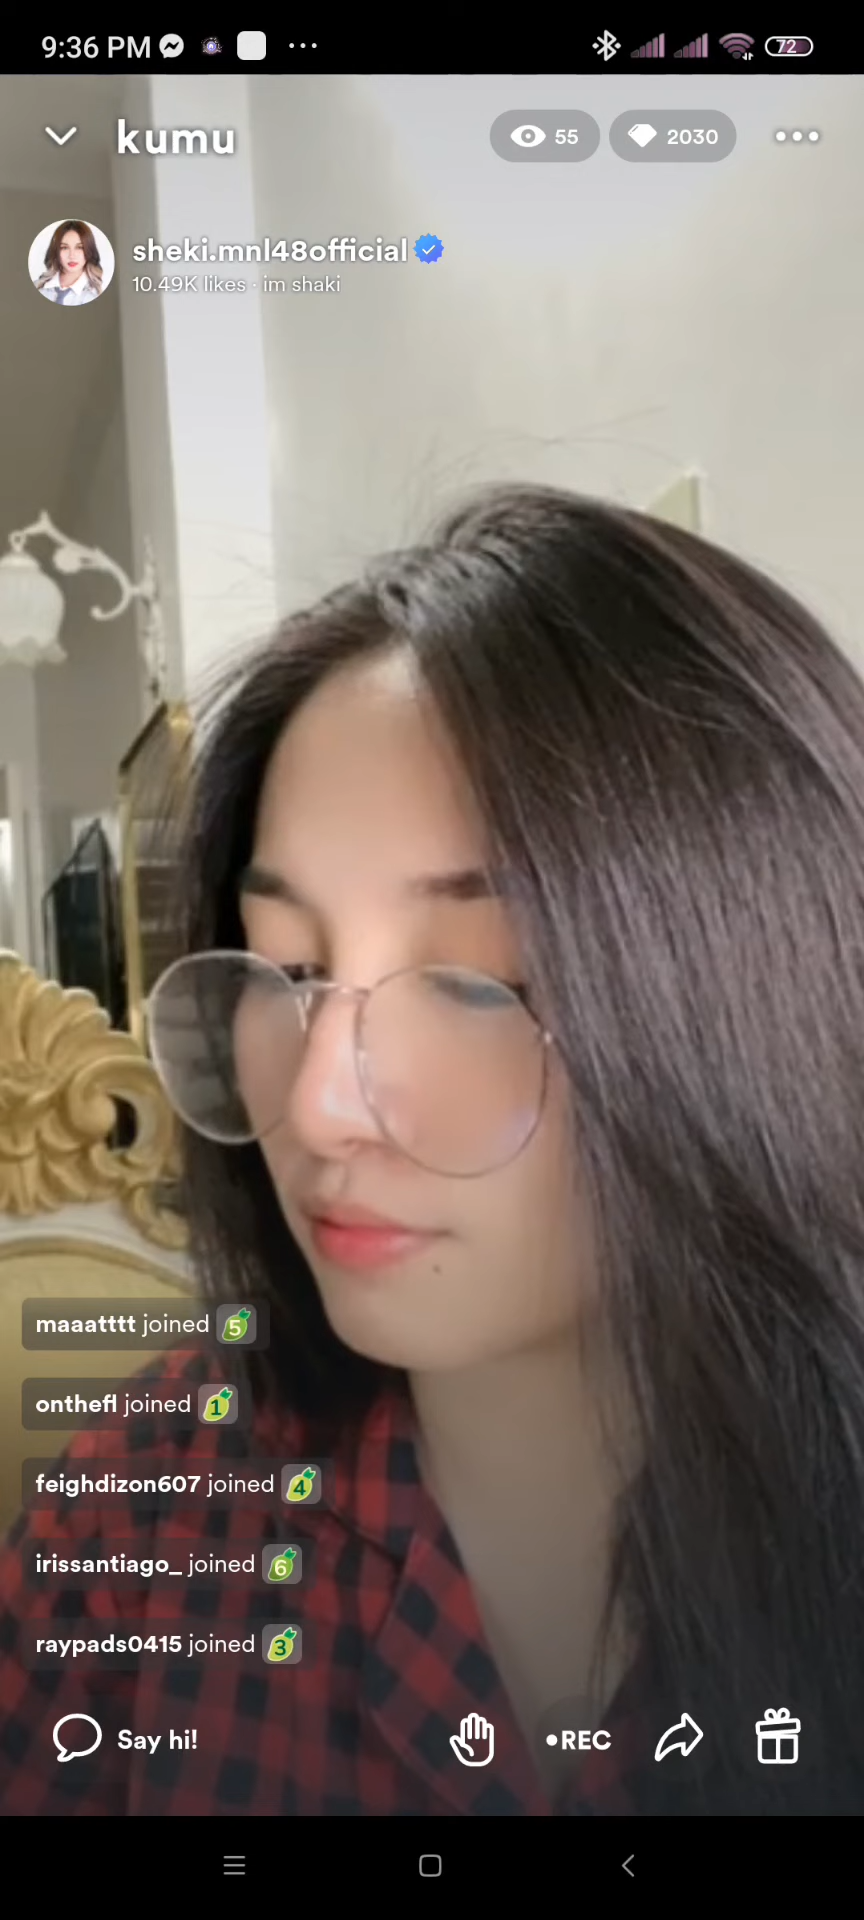 9:36 PM
72
kumu
55
2030
sheki.mnl48official
10.49K likes · im shaki
maaatttt joined 5
onthefl joined 1
feighdizon607 joined 4
irissantiago_ joined 6
raypads0415 joined 3
Say hi!
•REC